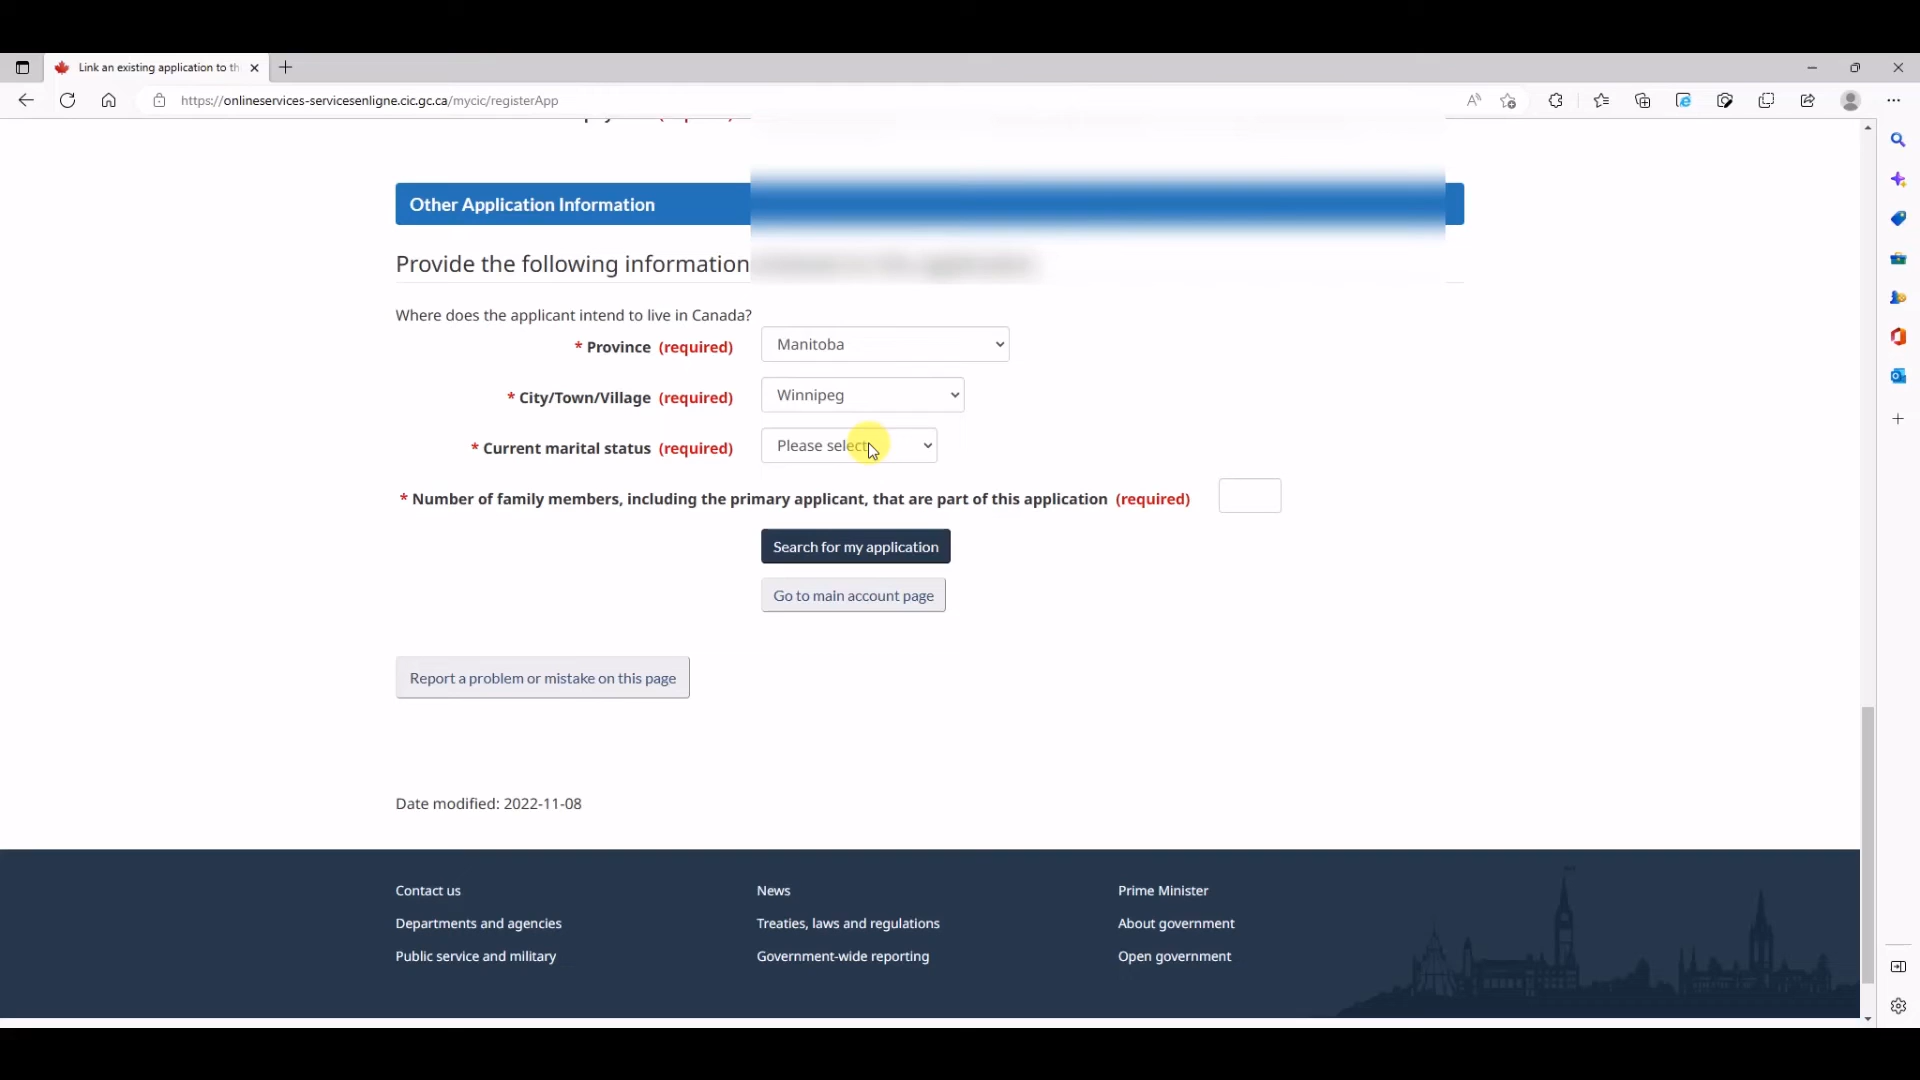 Link an existing application to th
https://onlineservices-servicesenligne.cic.gc.ca/mycic/registerApp
Other Application Information
Provide the following information
Where does the applicant intend to live in Canada?
* Province (required)
Manitoba
* City/Town/Village (required)
Winnipeg
* Current marital status (required)
Please select
* Number of family members, including the primary applicant, that are part of this application (required)
Search for my application
Go to main account page
Report a problem or mistake on this page
Date modified: 2022-11-08
Contact us
News
Prime Minister
Departments and agencies
Treaties, laws and regulations
About government
Public service and military
Government-wide reporting
Open government